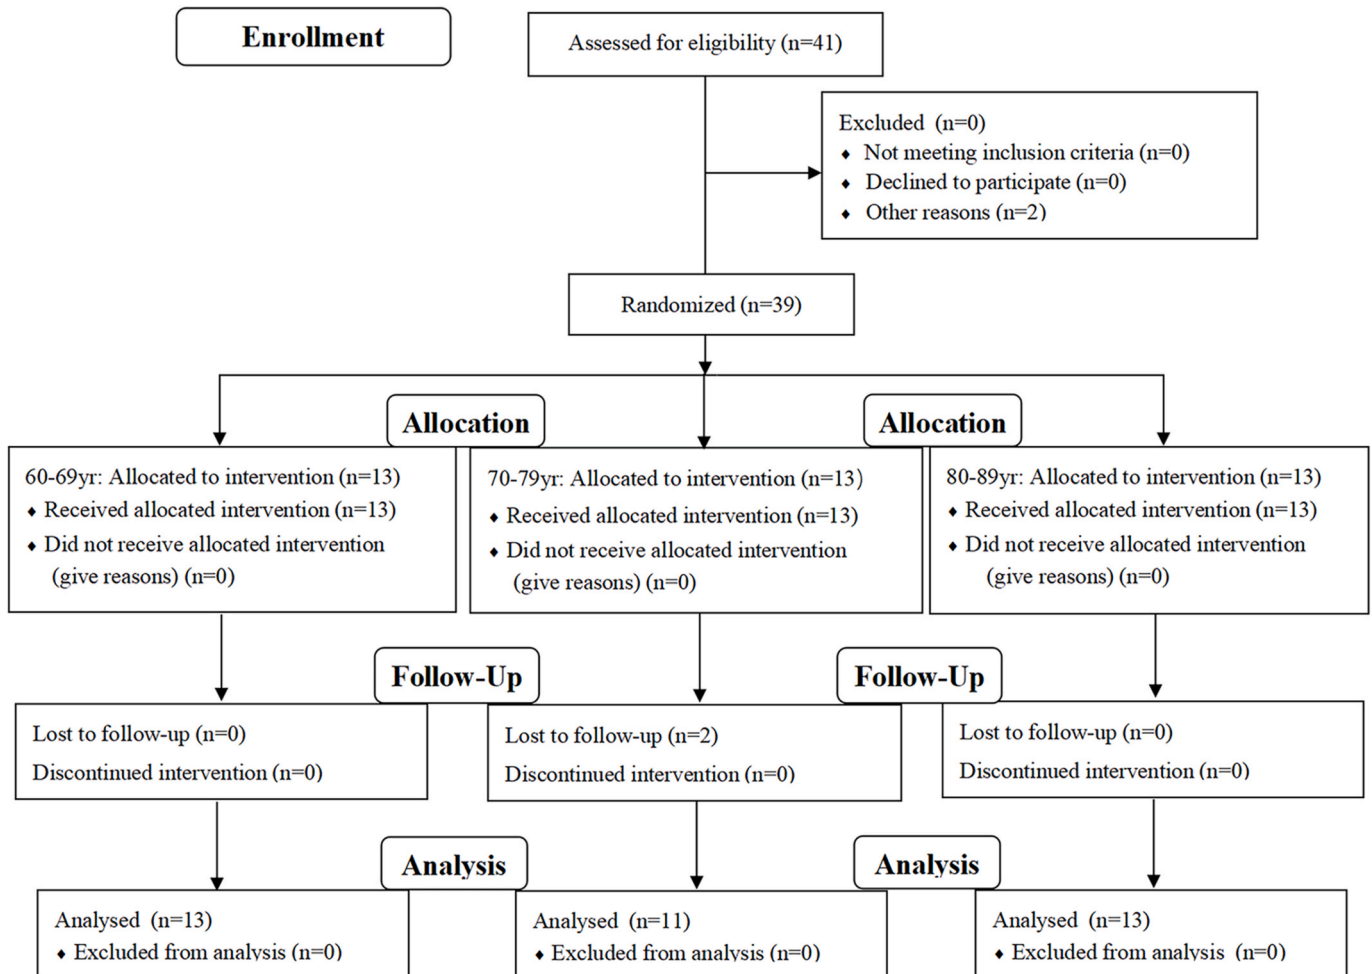 Enrollment
Assessed for eligibility (n=41)
Excluded (n=0)
♦ Not meeting inclusion criteria (n=0)
♦ Declined to participate (n=0)
♦ Other reasons (n=2)
Randomized (n=39)
Allocation
Allocation
60-69yr: Allocated to intervention (n=13)
♦ Received allocated intervention (n=13)
♦ Did not receive allocated intervention
(give reasons) (n=0)
70-79yr: Allocated to intervention (n=13)
♦ Received allocated intervention (n=13)
♦ Did not receive allocated intervention
(give reasons) (n=0)
80-89yr: Allocated to intervention (n=13)
♦ Received allocated intervention (n=13)
♦ Did not receive allocated intervention
(give reasons) (n=0)
Follow-Up
Follow-Up
Lost to follow-up (n=0)
Discontinued intervention (n=0)
Lost to follow-up (n=2)
Discontinued intervention (n=0)
Lost to follow-up (n=0)
Discontinued intervention (n=0)
Analysis
Analysis
Analysed (n=13)
♦ Excluded from analysis (n=0)
Analysed (n=11)
♦ Excluded from analysis (n=0)
Analysed (n=13)
♦ Excluded from analysis (n=0)